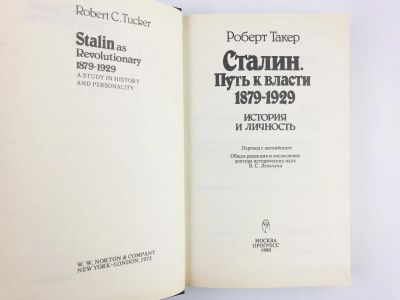 Robert C. Tucker
Stalin as
Revolutionary
1879-1929
A STUDY IN HISTORY
AND PERSONALITY
W. W. NORTON & COMPANY
NEW YORK–LONDON, 1973
Роберт Такер
Сталин.
Путь к власти
1879-1929
ИСТОРИЯ
И ЛИЧНОСТЬ
Перевод с английского
Общая редакция и послесловие
доктора исторических наук
В. С. Лельчука
МОСКВА
ПРОГРЕСС
1990